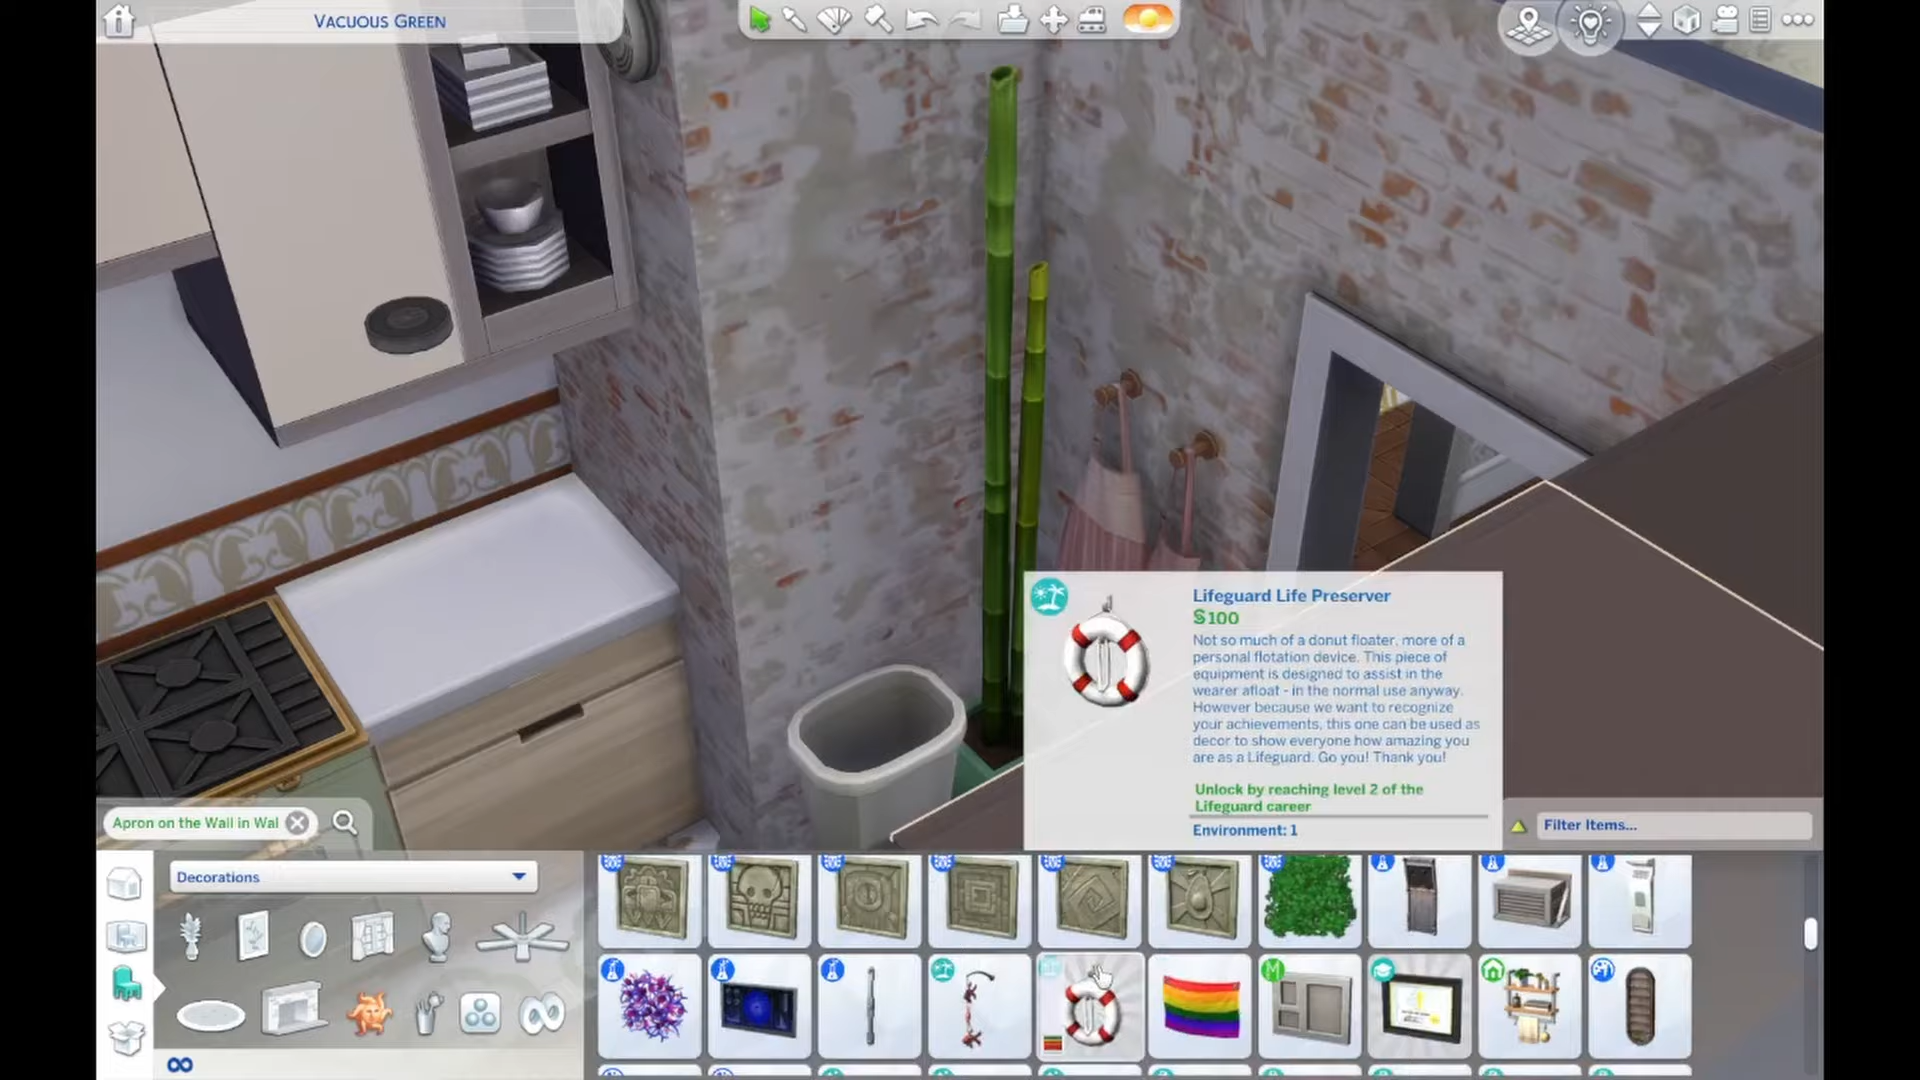 VACUOUS GREEN
Lifeguard Life Preserver
§100
Not so much of a donut floater, more of a
personal flotation device. This piece of
equipment is designed to assist in the
wearer afloat - in the normal use anyway.
However because we want to recognize
your achievements, this one can be used as
decor to show everyone how amazing you
are as a Lifeguard. Go you! Thank you!
Unlock by reaching level 2 of the
Lifeguard career
Environment: 1
Apron on the Wall in Wal
Filter Items...
Decorations